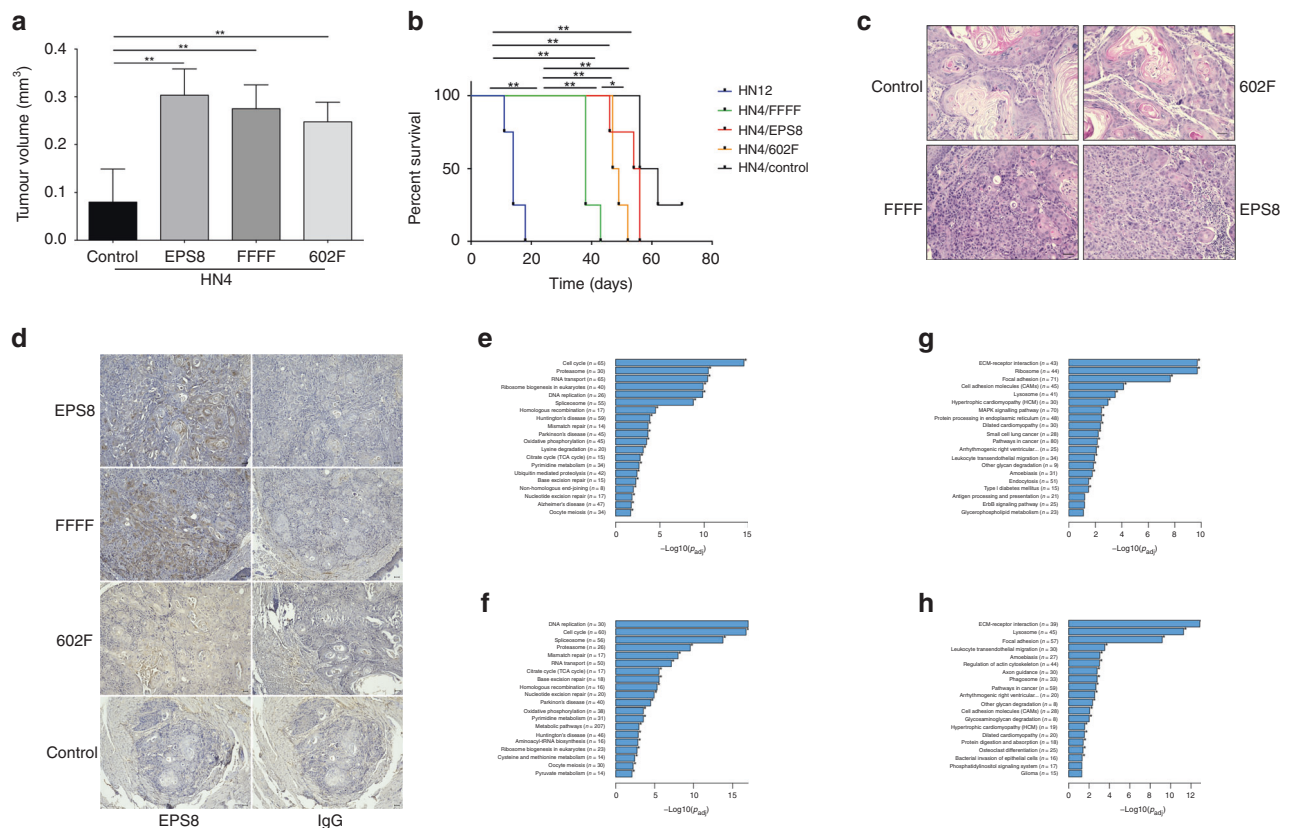 a
**
**
**
Tumour volume (mm3)
0.4
0.3
0.2
0.1
0.0
Control EPS8 FFFF 602F
HN4
b
**
**
**
**
**
** ** *
Percent survival
100
50
0
0 20 40 60 80
Time (days)
HN12
HN4/FFFF
HN4/EPS8
HN4/602F
HN4/control
c
Control
602F
FFFF
EPS8
d
EPS8
FFFF
602F
Control
EPS8 IgG
e
Cell cycle (n = 65)
Proteasome (n = 30)
RNA transport (n = 65)
Ribosome biogenesis in eukaryotes (n = 40)
DNA replication (n = 26)
Spliceosome (n = 55)
Homologous recombination (n = 17)
Huntington's disease (n = 59)
Mismatch repair (n = 14)
Parkinson's disease (n = 45)
Oxidative phosphorylation (n = 45)
Lysine degradation (n = 20)
Citrate cycle (TCA cycle) (n = 15)
Pyrimidine metabolism (n = 34)
Ubiquitin mediated proteolysis (n = 42)
Base excision repair (n = 15)
Non-homologous end-joining (n = 8)
Nucleotide excision repair (n = 17)
Alzheimer's disease (n = 47)
Oocyte meiosis (n = 34)
0 5 10 15
−Log10(padj)
f
DNA replication (n = 30)
Cell cycle (n = 60)
Spliceosome (n = 56)
Proteasome (n = 26)
Mismatch repair (n = 17)
RNA transport (n = 50)
Citrate cycle (TCA cycle) (n = 17)
Base excision repair (n = 18)
Homologous recombination (n = 16)
Nucleotide excision repair (n = 20)
Parkinon's disease (n = 40)
Oxidative phosphorylation (n = 38)
Pyrimidine metabolism (n = 31)
Metabolic pathways (n = 207)
Huntington's disease (n = 46)
Aminoacyl-tRNA biosynthesis (n = 16)
Ribosome biogenesis in eukaryotes (n = 23)
Cysteine and methionine metabolism (n = 14)
Oocyte meiosis (n = 30)
Pyruvate metabolism (n = 14)
0 5 10 15
−Log10(padj)
g
ECM-receptor interaction (n = 43)
Ribosome (n = 44)
Focal adhesion (n = 71)
Cell adhesion molecules (CAMs) (n = 45)
Lysosome (n = 41)
Hypertrophic cardiomyopathy (HCM) (n = 30)
MAPK signalling pathway (n = 70)
Protein processing in endoplasmic reticulum (n = 48)
Dilated cardiomyopathy (n = 30)
Small cell lung cancer (n = 28)
Pathways in cancer (n = 80)
Arrhythmogenic right ventricular... (n = 25)
Leukocyte transendothelial migration (n = 34)
Other glycan degradation (n = 9)
Amoebiasis (n = 31)
Endocytosis (n = 51)
Type I diabetes mellitus (n = 15)
Antigen processing and presentation (n = 21)
ErbB signaling pathway (n = 25)
Glycerophospholipid metabolism (n = 23)
0 2 4 6 8 10
−Log10(padj)
h
ECM-receptor interaction (n = 39)
Lysosome (n = 45)
Focal adhesion (n = 57)
Leukocyte transendothelial migration (n = 30)
Amoebiasis (n = 27)
Regulation of actin cytoskeleton (n = 44)
Axon guidance (n = 30)
Phagosome (n = 33)
Pathways in cancer (n = 59)
Arrhythmogenic right ventricular... (n = 20)
Other glycan degradation (n = 8)
Cell adhesion molecules (CAMs) (n = 28)
Glycosaminoglycan degradation (n = 8)
Hypertrophic cardiomyopathy (HCM) (n = 19)
Dilated cardiomyopathy (n = 20)
Protein digestion and absorption (n = 18)
Osteoclast differentiation (n = 25)
Bacterial invasion of epithelial cells (n = 16)
Phosphatidylinositol signaling system (n = 17)
Glioma (n = 15)
0 2 4 6 8 10 12
−Log10(padj)